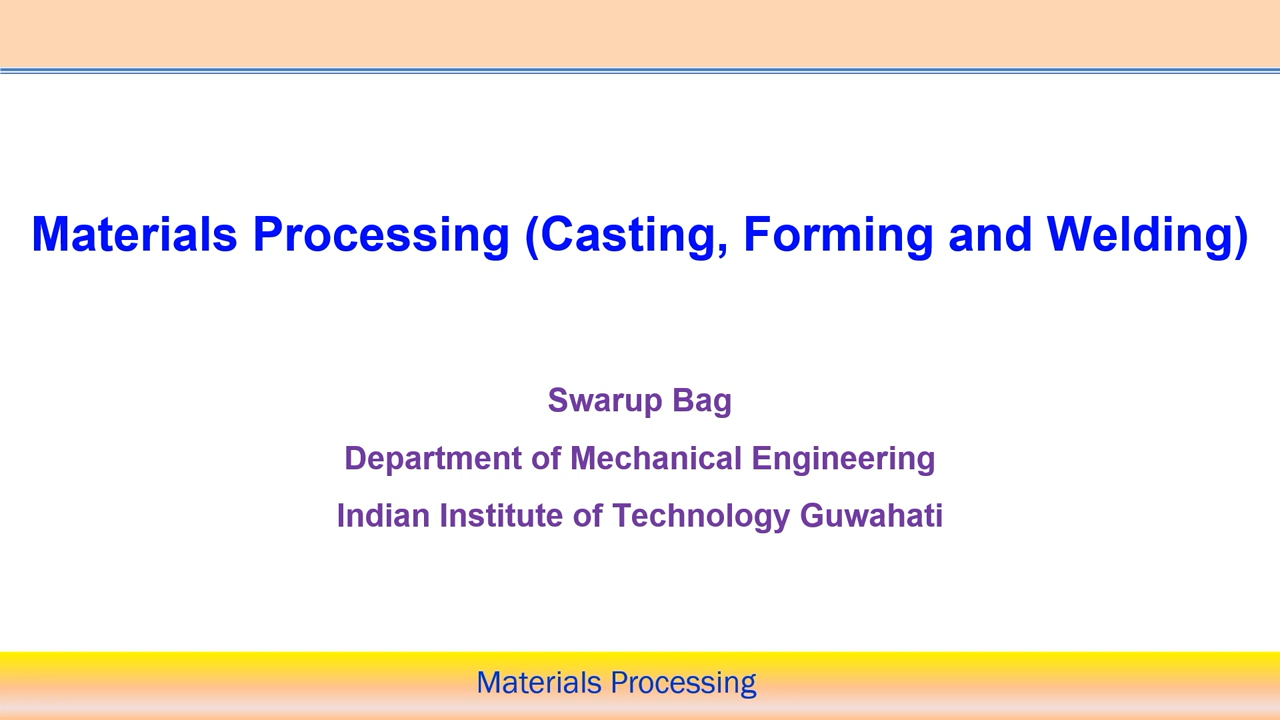 Materials Processing (Casting, Forming and Welding)
Swarup Bag
Department of Mechanical Engineering
Indian Institute of Technology Guwahati
Materials Processing